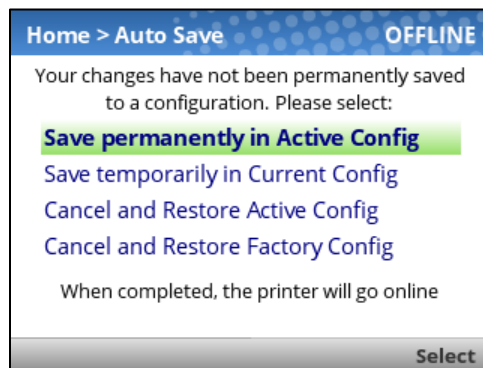 Home > Auto Save OFFLINE
Your changes have not been permanently saved
to a configuration. Please select:
Save permanently in Active Config
Save temporarily in Current Config
Cancel and Restore Active Config
Cancel and Restore Factory Config
When completed, the printer will go online
Select